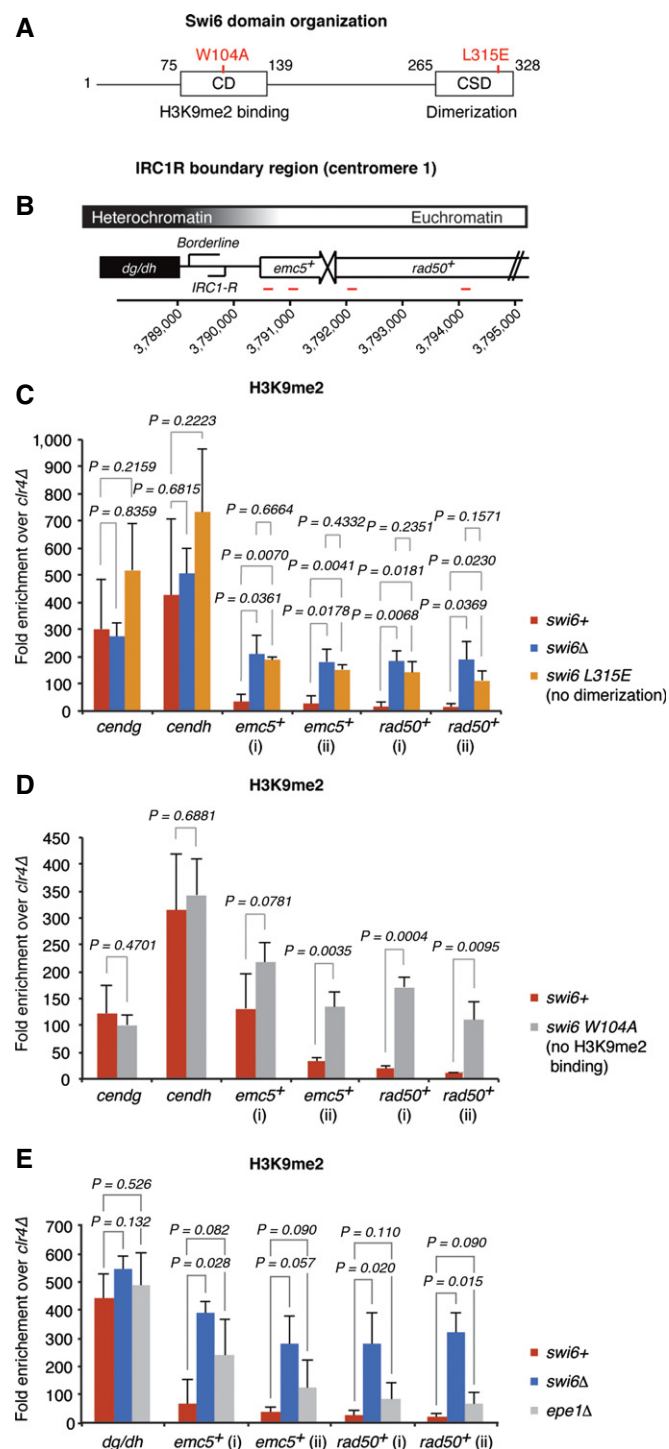 A
Swi6 domain organization
W104A
L315E
75
139
265
328
1
CD
CSD
H3K9me2 binding
Dimerization
IRC1R boundary region (centromere 1)
B
Heterochromatin
Euchromatin
Borderline
dg/dh
emc5+
rad50+
IRC1-R
3,789,000
3,790,000
3,791,000
3,792,000
3,793,000
3,794,000
3,795,000
H3K9me2
C
Fold enrichment over clr4Δ
1,000
900
800
700
600
500
400
300
200
100
0
P = 0.2223
P = 0.2159
P = 0.6815
P = 0.8359
P = 0.6664
P = 0.4332
P = 0.2351
P = 0.1571
P = 0.0070
P = 0.0041
P = 0.0181
P = 0.0230
P = 0.0361
P = 0.0178
P = 0.0068
P = 0.0369
cendg
cendh
emc5+ (i)
emc5+ (ii)
rad50+ (i)
rad50+ (ii)
swi6+
swi6Δ
swi6 L315E
(no dimerization)
D
H3K9me2
Fold enrichment over clr4Δ
450
400
350
300
250
200
150
100
50
0
P = 0.6881
P = 0.4701
P = 0.0781
P = 0.0035
P = 0.0004
P = 0.0095
cendg
cendh
emc5+ (i)
emc5+ (ii)
rad50+ (i)
rad50+ (ii)
swi6+
swi6 W104A
(no H3K9me2
binding)
E
H3K9me2
Fold enrichement over clr4Δ
700
600
500
400
300
200
100
0
P = 0.526
P = 0.132
P = 0.082
P = 0.028
P = 0.090
P = 0.057
P = 0.110
P = 0.020
P = 0.090
P = 0.015
dg/dh
emc5+ (i)
emc5+ (ii)
rad50+ (i)
rad50+ (ii)
swi6+
swi6Δ
epe1Δ